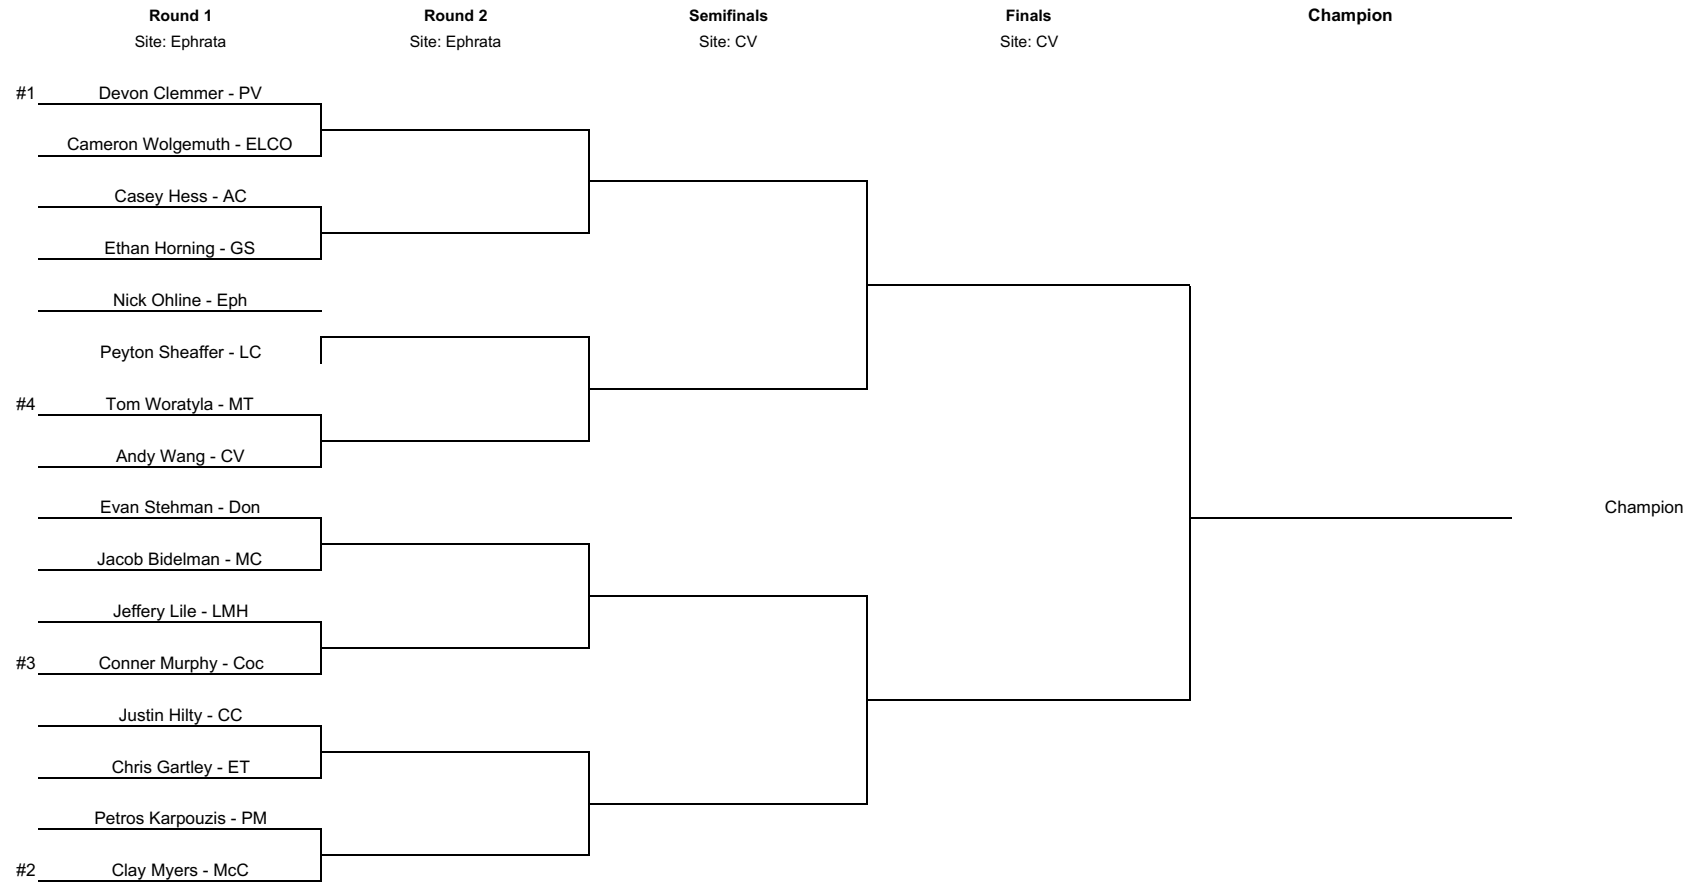 Round 1 Round 2 Semifinals Finals Champion
Site: Ephrata Site: Ephrata Site: CV Site: CV
#1 Devon Clemmer - PV
Cameron Wolgemuth - ELCO
Casey Hess - AC
Ethan Horning - GS
Nick Ohline - Eph
Peyton Sheaffer - LC
#4 Tom Woratyla - MT
Andy Wang - CV
Evan Stehman - Don Champion
Jacob Bidelman - MC
Jeffery Lile - LMH
#3 Conner Murphy - Coc
Justin Hilty - CC
Chris Gartley - ET
Petros Karpouzis - PM
#2 Clay Myers - McC